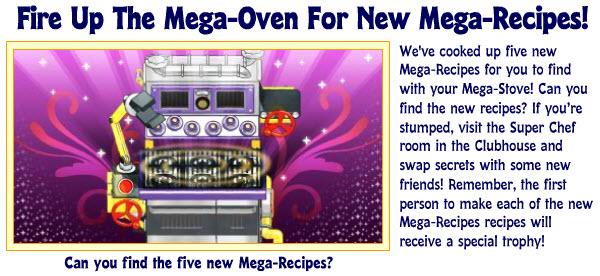 Fire Up The Mega-Oven For New Mega-Recipes!
We've cooked up five new
Mega-Recipes for you to find
with your Mega-Stove! Can you
find the new recipes? If you're
stumped, visit the Super Chef
room in the Clubhouse and
swap secrets with some new
friends! Remember, the first
person to make each of the new
Mega-Recipes recipes will
receive a special trophy!
Can you find the five new Mega-Recipes?